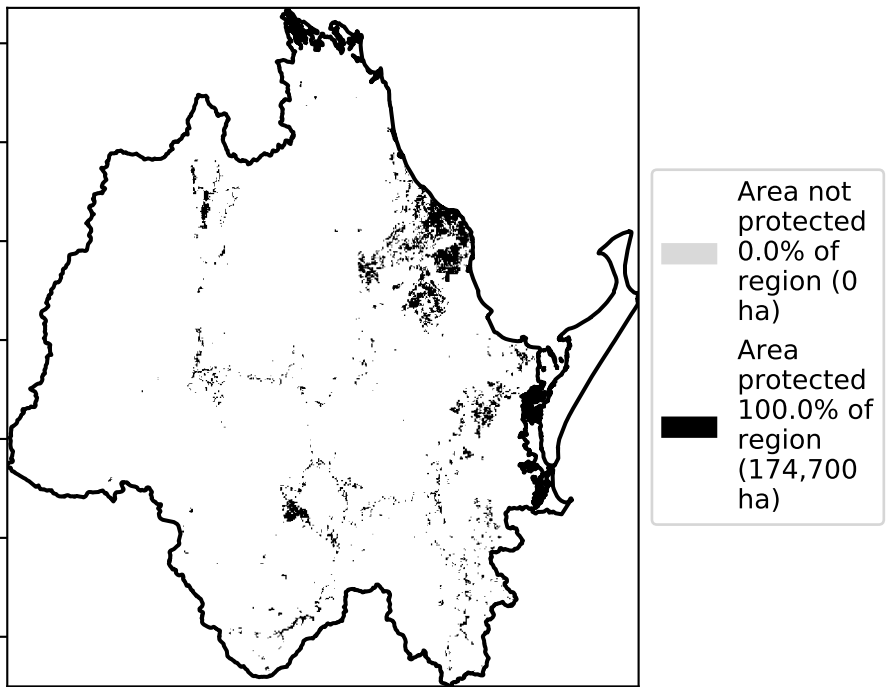 Area not
protected
0.0% of
region (0
ha)
Area
protected
100.0% of
region
(174,700
ha)